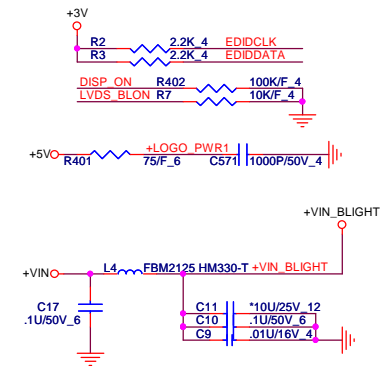 +3V
R2 2.2K_4 EDIDCLK
R3 2.2K_4 EDIDDATA
DISP_ON R402 100K/F_4
LVDS_BLON R7 10K/F_4
+5V +LOGO_PWR1
R401 75/F_6 C571 1000P/50V_4
+VIN_BLIGHT
+VIN L4 FBM2125 HM330-T +VIN_BLIGHT
C17 C11 *10U/25V_12
.1U/50V_6 C10 .1U/50V_6
C9 .01U/16V_4